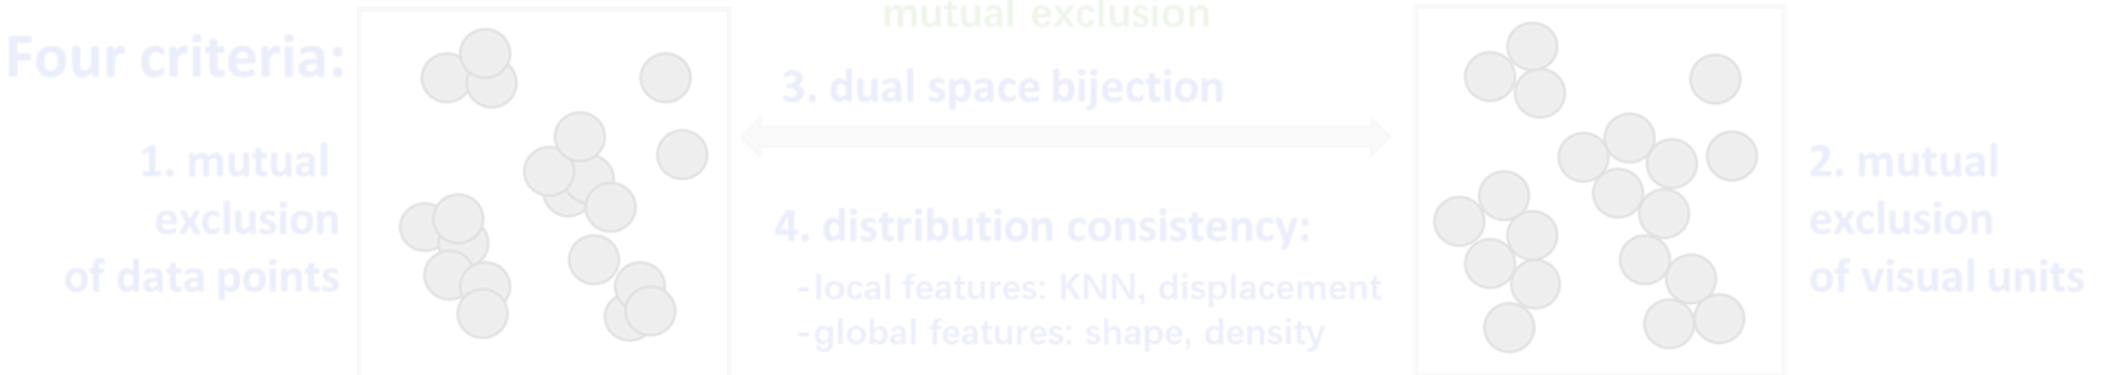 mutual exclusion
Four criteria:
3. dual space bijection
1. mutual
exclusion
of data points
4. distribution consistency:
-local features: KNN, displacement
-global features: shape, density
2. mutual
exclusion
of visual units